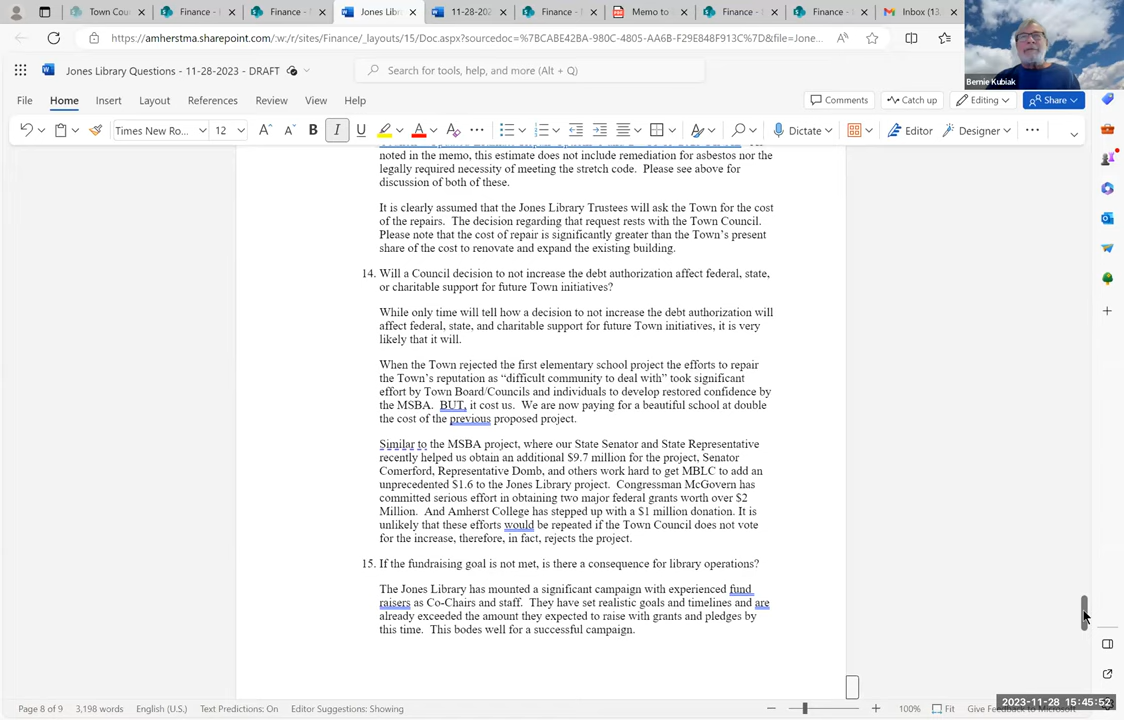 Town Cou
Finance -
Finance -
Jones Libr
11-28-202
Finance -
Memo to
Finance -
Finance -
Inbox (13,
https://amherstma.sharepoint.com/:w:/r/sites/Finance/_layouts/15/Doc.aspx?sourcedoc=%7BCABE42BA-980C-4805-AA6B-F29E848F913C%7D&file=Jone...
Jones Library Questions - 11-28-2023 - DRAFT
Search for tools, help, and more (Alt + Q)
Bernie Kubiak
File Home Insert Layout References Review View Help
Comments Catch up Editing Share
Times New Ro... 12
Dictate Editor Designer
noted in the memo, this estimate does not include remediation for asbestos nor the
legally required necessity of meeting the stretch code. Please see above for
discussion of both of these.
It is clearly assumed that the Jones Library Trustees will ask the Town for the cost
of the repairs. The decision regarding that request rests with the Town Council.
Please note that the cost of repair is significantly greater than the Town's present
share of the cost to renovate and expand the existing building.
14. Will a Council decision to not increase the debt authorization affect federal, state,
or charitable support for future Town initiatives?
While only time will tell how a decision to not increase the debt authorization will
affect federal, state, and charitable support for future Town initiatives, it is very
likely that it will.
When the Town rejected the first elementary school project the efforts to repair
the Town's reputation as “difficult community to deal with” took significant
effort by Town Board/Councils and individuals to develop restored confidence by
the MSBA. BUT, it cost us. We are now paying for a beautiful school at double
the cost of the previous proposed project.
Similar to the MSBA project, where our State Senator and State Representative
recently helped us obtain an additional $9.7 million for the project, Senator
Comerford, Representative Domb, and others work hard to get MBLC to add an
unprecedented $1.6 to the Jones Library project. Congressman McGovern has
committed serious effort in obtaining two major federal grants worth over $2
Million. And Amherst College has stepped up with a $1 million donation. It is
unlikely that these efforts would be repeated if the Town Council does not vote
for the increase, therefore, in fact, rejects the project.
15. If the fundraising goal is not met, is there a consequence for library operations?
The Jones Library has mounted a significant campaign with experienced fund
raisers as Co-Chairs and staff. They have set realistic goals and timelines and are
already exceeded the amount they expected to raise with grants and pledges by
this time. This bodes well for a successful campaign.
Page 8 of 9 3,198 words English (U.S.) Text Predictions: On Editor Suggestions: Showing
100% Fit Give Feedback to Microsoft
2023-11-28 15:45:52